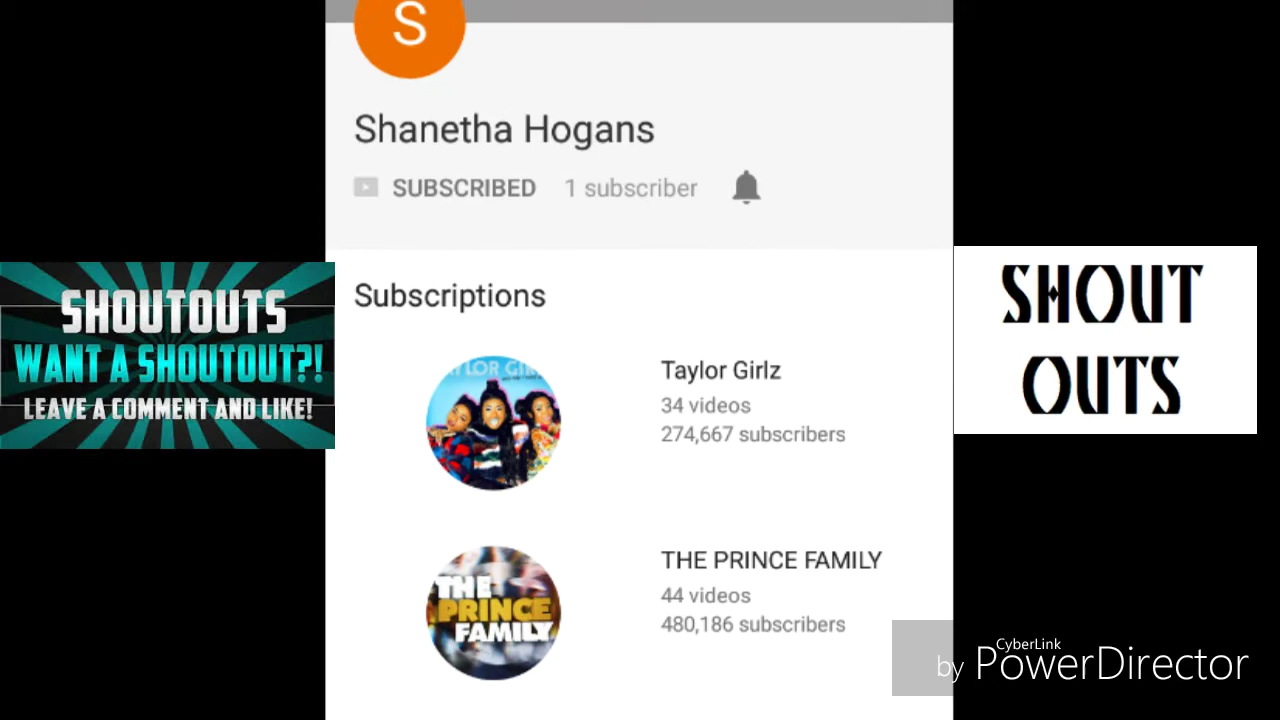 S
Shanetha Hogans
SUBSCRIBED 1 subscriber
Subscriptions
SHOUTOUTS
WANT A SHOUTOUT?!
LEAVE A COMMENT AND LIKE!
SHOUT
OUTS
Taylor Girlz
34 videos
274,667 subscribers
THE
PRINCE
FAMILY
THE PRINCE FAMILY
44 videos
480,186 subscribers
CyberLink
by PowerDirector